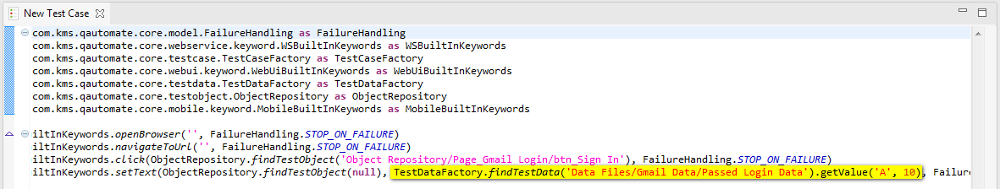 New Test Case
com.kms.qautomate.core.model.FailureHandling as FailureHandling
com.kms.qautomate.core.webservice.keyword.WSBuiltInKeywords as WSBuiltInKeywords
com.kms.qautomate.core.testcase.TestCaseFactory as TestCaseFactory
com.kms.qautomate.core.webui.keyword.WebUiBuiltInKeywords as WebUiBuiltInKeywords
com.kms.qautomate.core.testdata.TestDataFactory as TestDataFactory
com.kms.qautomate.core.testobject.ObjectRepository as ObjectRepository
com.kms.qautomate.core.mobile.keyword.MobileBuiltInKeywords as MobileBuiltInKeywords
iltInKeywords.openBrowser('', FailureHandling.STOP_ON_FAILURE)
iltInKeywords.navigateToUrl('', FailureHandling.STOP_ON_FAILURE)
iltInKeywords.click(ObjectRepository.findTestObject('Object Repository/Page_Gmail Login/btn_Sign In'), FailureHandling.STOP_ON_FAILURE)
iltInKeywords.setText(ObjectRepository.findTestObject(null), TestDataFactory.findTestData('Data Files/Gmail Data/Passed Login Data').getValue('A', 10), Failur